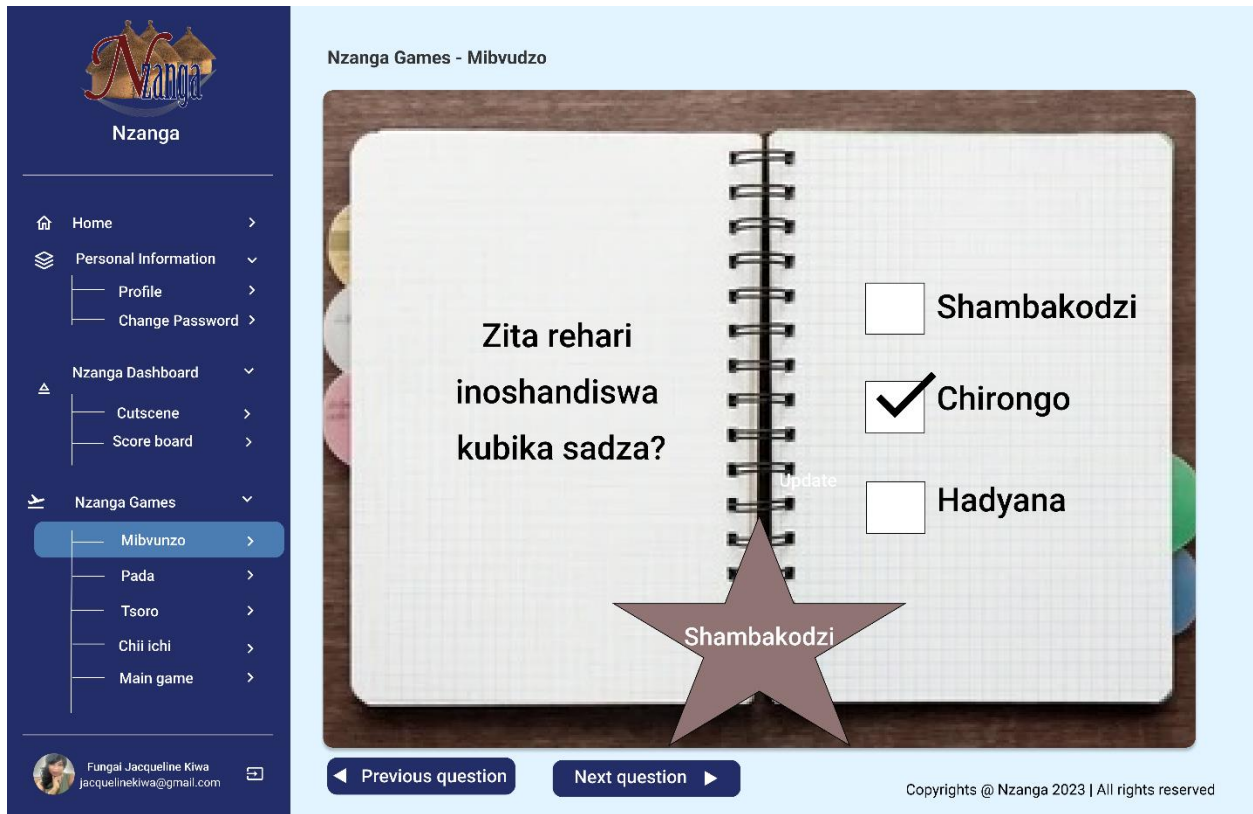 Nzanga
Nzanga
Home
Personal Information
Profile
Change Password
Nzanga Dashboard
Cutscene
Score board
Nzanga Games
Mibvunzo
Pada
Tsoro
Chii ichi
Main game
Fungai Jacqueline Kiwa
jacquelinekiwa@gmail.com
Nzanga Games - Mibvudzo
Zita rehari
inoshandiswa
kubika sadza?
Shambakodzi
Chirongo
Hadyana
Update
Shambakodzi
Previous question
Next question
Copyrights @ Nzanga 2023 | All rights reserved